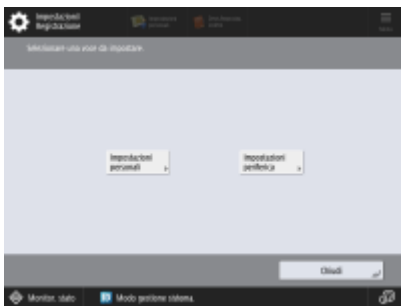 Impostazioni
Registrazione
Selezionare una voce da impostare.
Impostazioni
personali
Impostazioni
periferica
Chiudi
Monitor. stato
Modo gestione sistema.